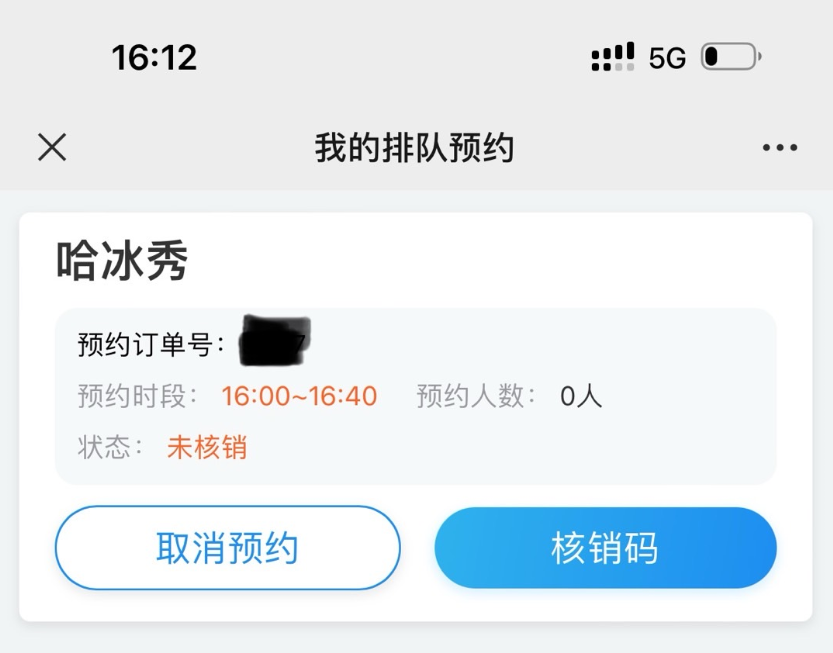 16:12 5G
我的排队预约
哈冰秀
预约订单号：
预约时段： 16:00~16:40 预约人数： 0人
状态： 未核销
取消预约 核销码